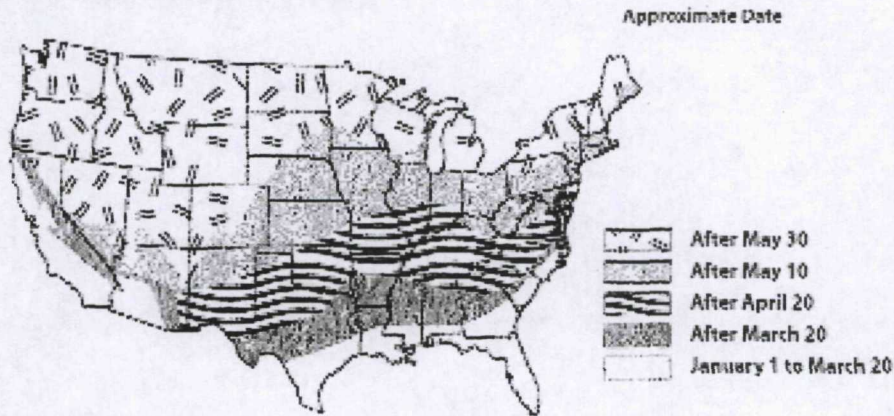 Approximate Date
After May 30
After May 10
After April 20
After March 20
January 1 to March 20